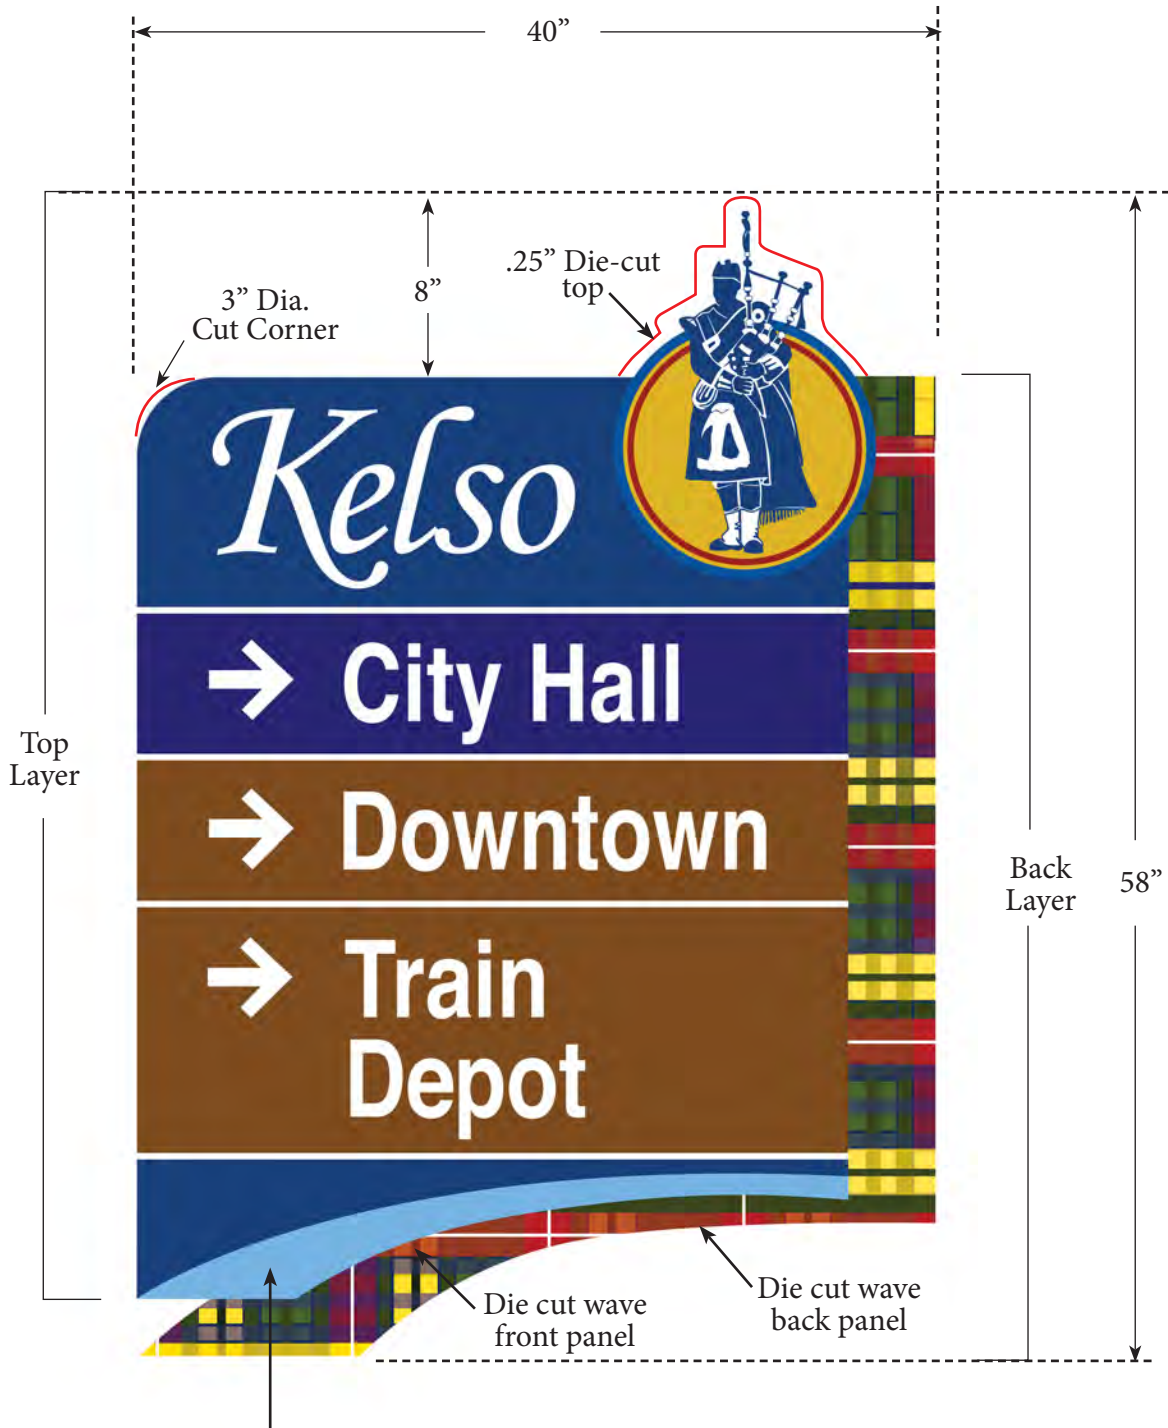 40”
8”
.25” Die-cut
top
3” Dia.
Cut Corner
Kelso
City Hall
Downtown
Train
Depot
Top
Layer
Back
Layer
58”
Die cut wave
front panel
Die cut wave
back panel